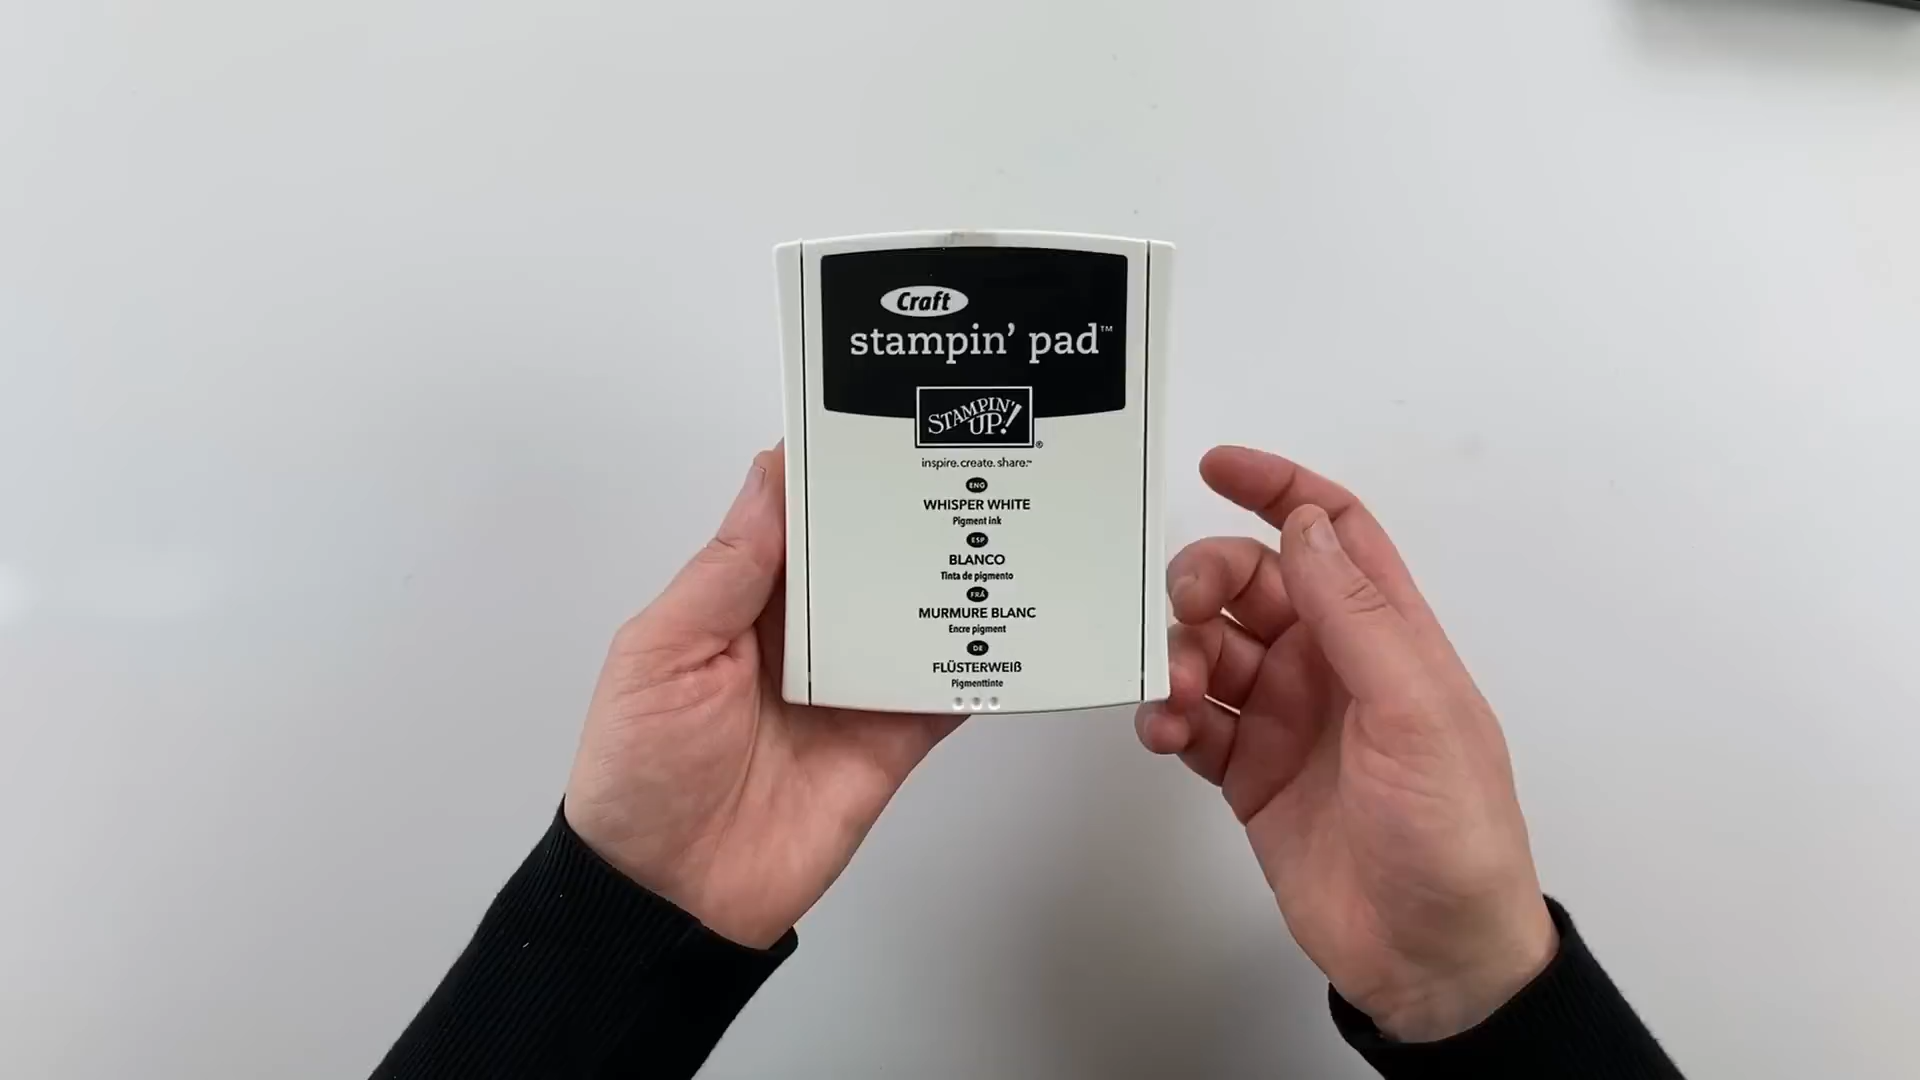 Craft
stampin' pad™
STAMPIN' UP!®
inspire. create. share.™
ENG
WHISPER WHITE
Pigment ink
ESP
BLANCO
Tinta de pigmento
FRA
MURMURE BLANC
Encre pigment
DE
FLÜSTERWEIß
Pigmenttinte